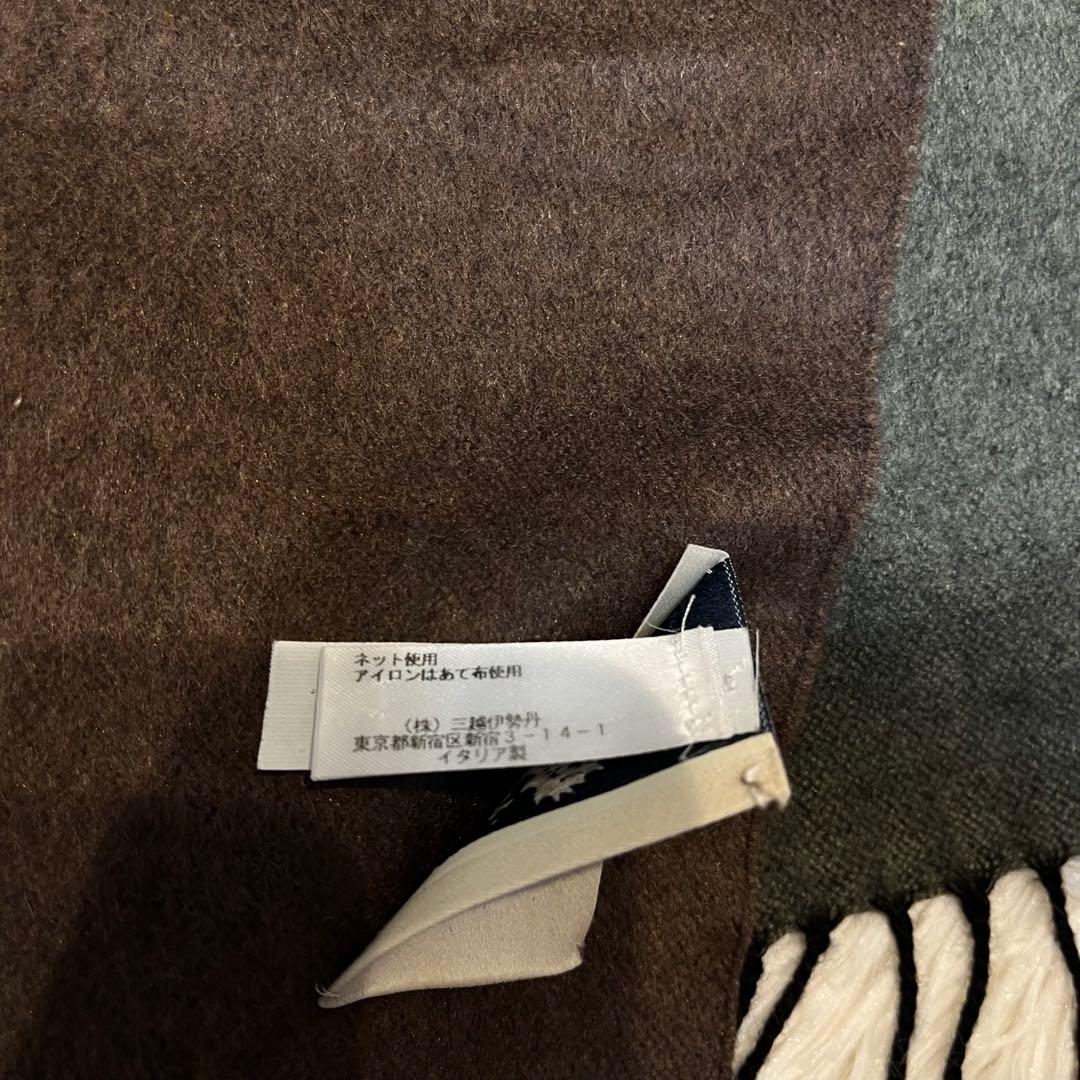 ネット使用
アイロンはあて布使用
（株）三越伊勢丹
東京都新宿区新宿３－１４－１
イタリア製